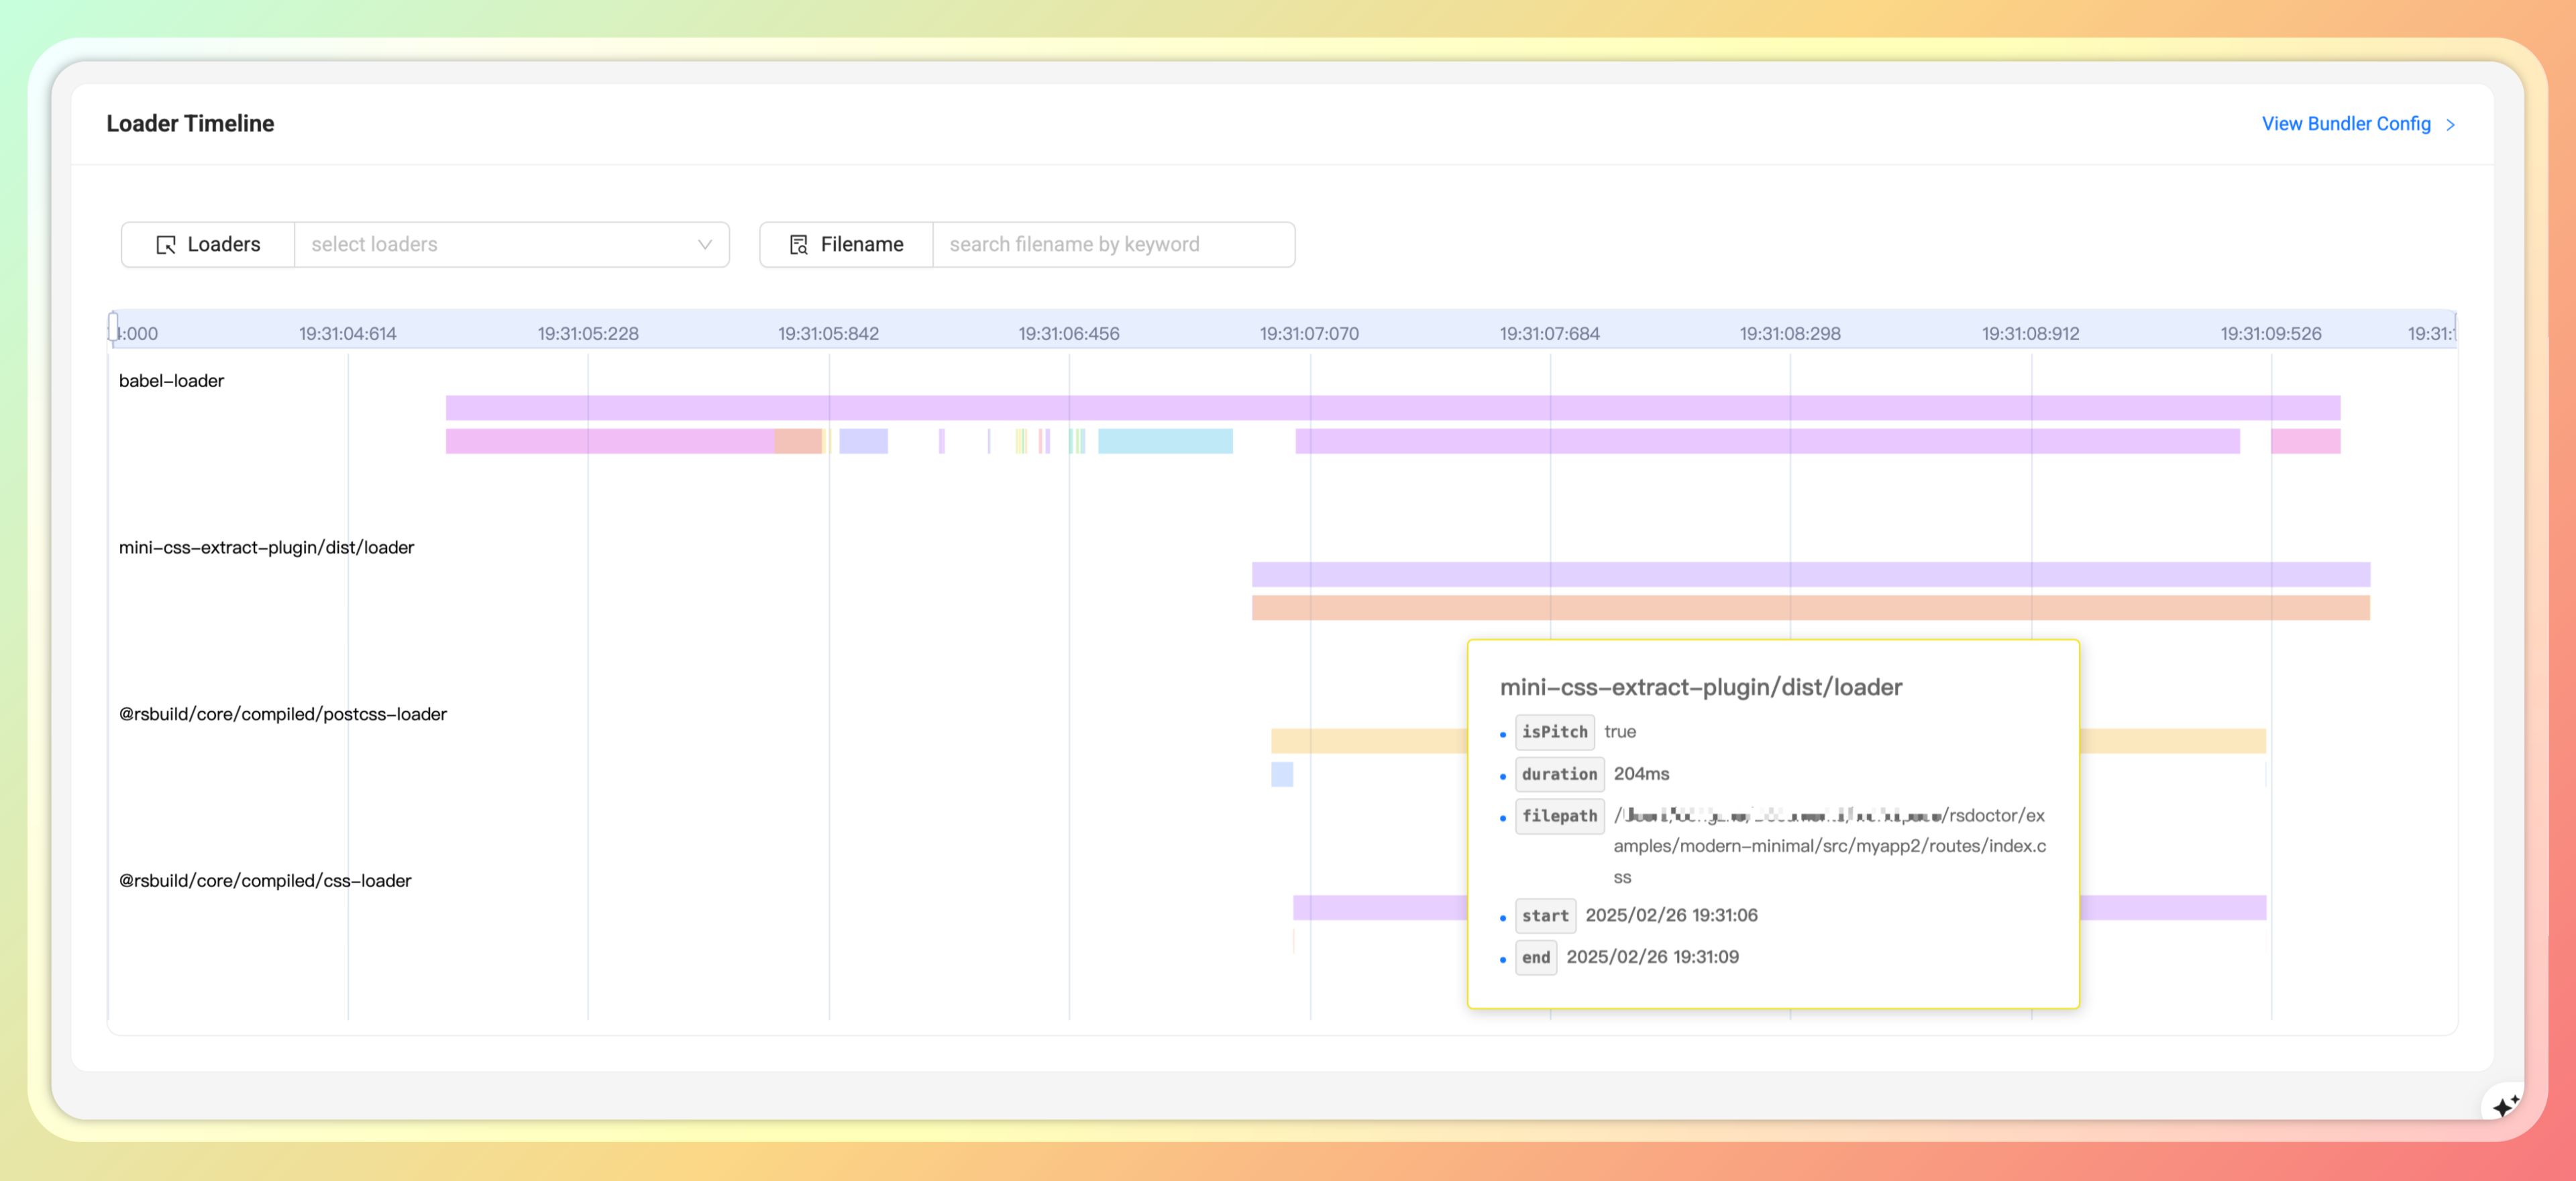 Loader Timeline
View Bundler Config
Loaders select loaders
Filename search filename by keyword
4:000 19:31:04:614 19:31:05:228 19:31:05:842 19:31:06:456 19:31:07:070 19:31:07:684 19:31:08:298 19:31:08:912 19:31:09:526 19:31:
babel-loader
mini-css-extract-plugin/dist/loader
@rsbuild/core/compiled/postcss-loader
@rsbuild/core/compiled/css-loader
mini-css-extract-plugin/dist/loader
isPitch true
duration 204ms
filepath /rsdoctor/ex
amples/modern-minimal/src/myapp2/routes/index.c
ss
start 2025/02/26 19:31:06
end 2025/02/26 19:31:09